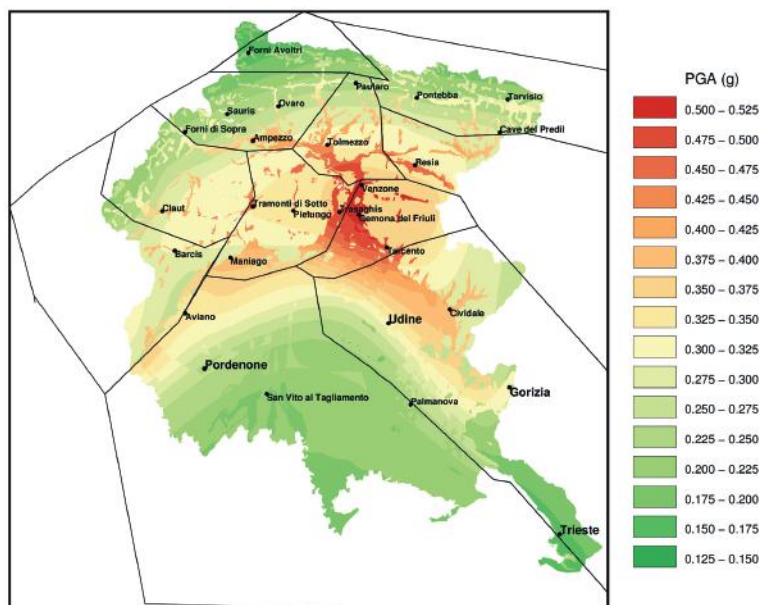 Forni Avoltri
Paularo
Pontebba
Tarvisio
Ovaro
Sauris
Forni di Sopra
Cave del Predil
Ampezzo
Tolmezzo
Resia
Venzone
Claut
Tramonti di Sotto
Pielungo
Trasaghis
Gemona del Friuli
Tarcento
Barcis
Maniago
Aviano
Cividale
Udine
Pordenone
San Vito al Tagliamento
Palmanova
Gorizia
Trieste
PGA (g)
0.500 – 0.525
0.475 – 0.500
0.450 – 0.475
0.425 – 0.450
0.400 – 0.425
0.375 – 0.400
0.350 – 0.375
0.325 – 0.350
0.300 – 0.325
0.275 – 0.300
0.250 – 0.275
0.225 – 0.250
0.200 – 0.225
0.175 – 0.200
0.150 – 0.175
0.125 – 0.150